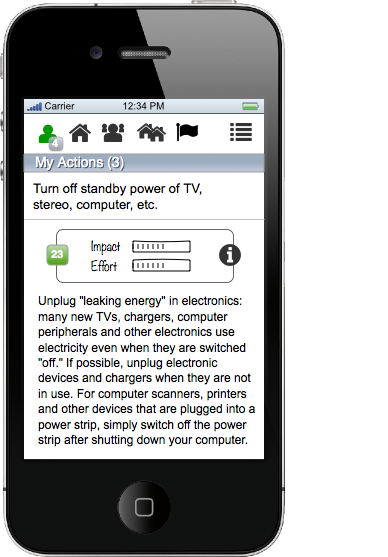 Carrier 12:34 PM
4
My Actions (3)
Turn off standby power of TV,
stereo, computer, etc.
23
Impact
Effort
Unplug "leaking energy" in electronics:
many new TVs, chargers, computer
peripherals and other electronics use
electricity even when they are switched
"off." If possible, unplug electronic
devices and chargers when they are not
in use. For computer scanners, printers
and other devices that are plugged into a
power strip, simply switch off the power
strip after shutting down your computer.